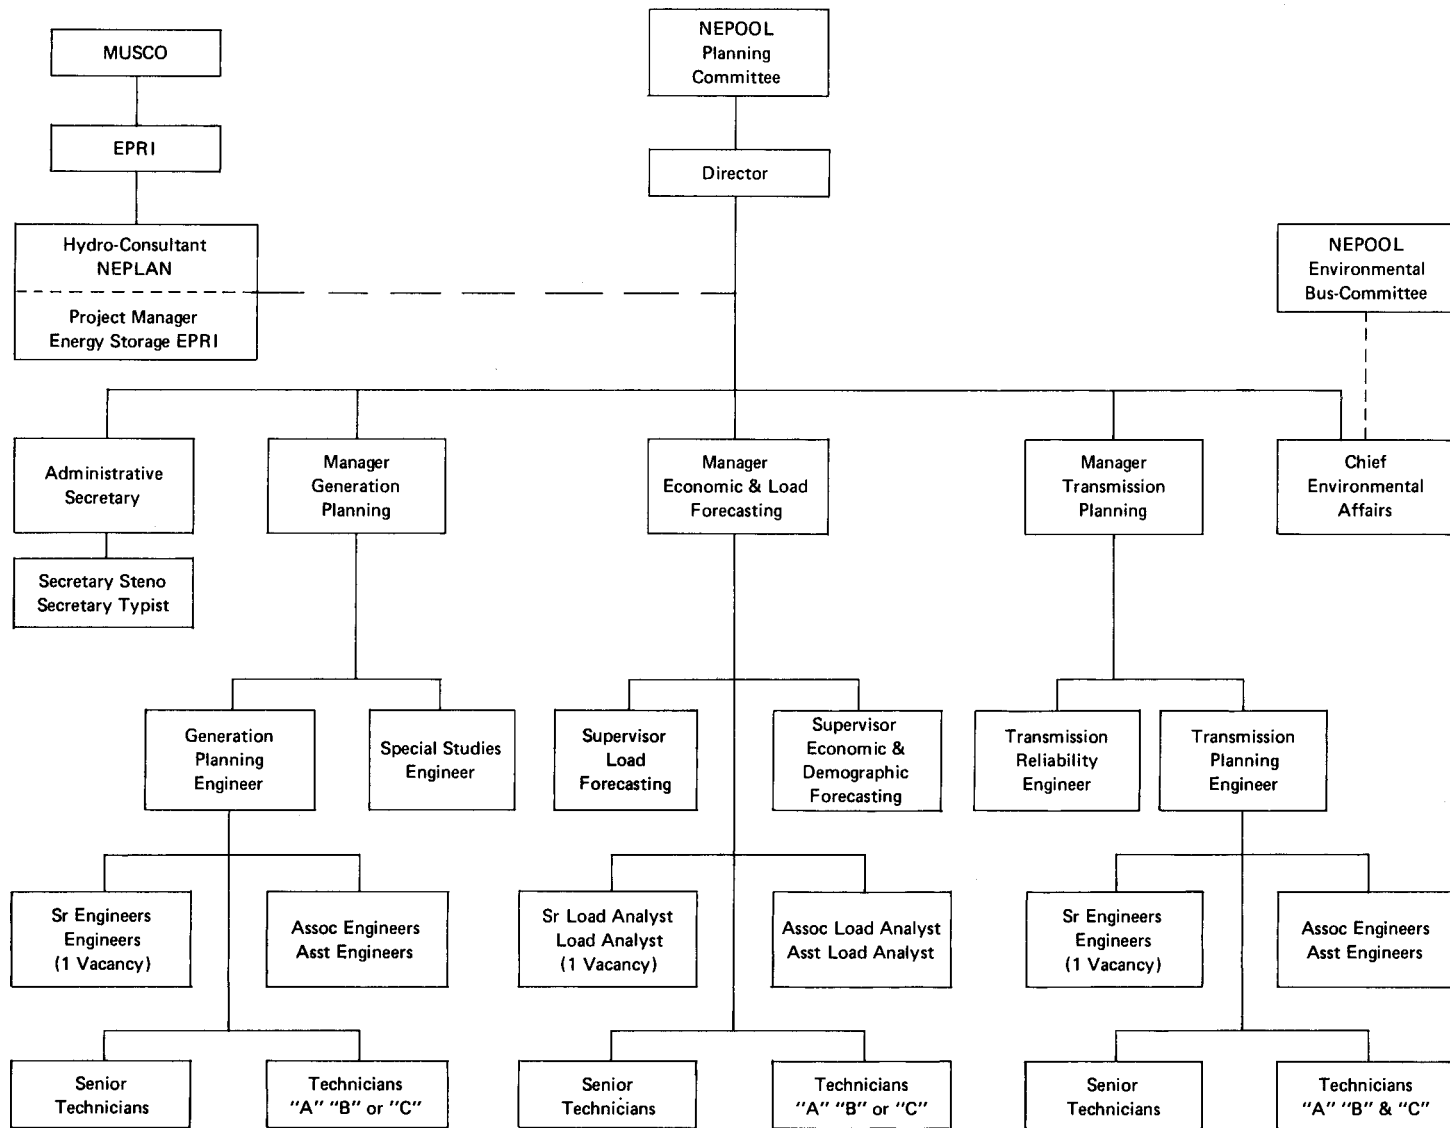 MUSCO
EPRI
Hydro-Consultant
NEPLAN
Project Manager
Energy Storage EPRI
NEPOOL
Planning
Committee
Director
NEPOOL
Environmental
Bus-Committee
Administrative
Secretary
Secretary Steno
Secretary Typist
Manager
Generation
Planning
Manager
Economic & Load
Forecasting
Manager
Transmission
Planning
Chief
Environmental
Affairs
Generation
Planning
Engineer
Special Studies
Engineer
Supervisor
Load
Forecasting
Supervisor
Economic &
Demographic
Forecasting
Transmission
Reliability
Engineer
Transmission
Planning
Engineer
Sr Engineers
Engineers
(1 Vacancy)
Assoc Engineers
Asst Engineers
Sr Load Analyst
Load Analyst
(1 Vacancy)
Assoc Load Analyst
Asst Load Analyst
Sr Engineers
Engineers
(1 Vacancy)
Assoc Engineers
Asst Engineers
Senior
Technicians
Technicians
"A" "B" or "C"
Senior
Technicians
Technicians
"A" "B" or "C"
Senior
Technicians
Technicians
"A" "B" & "C"